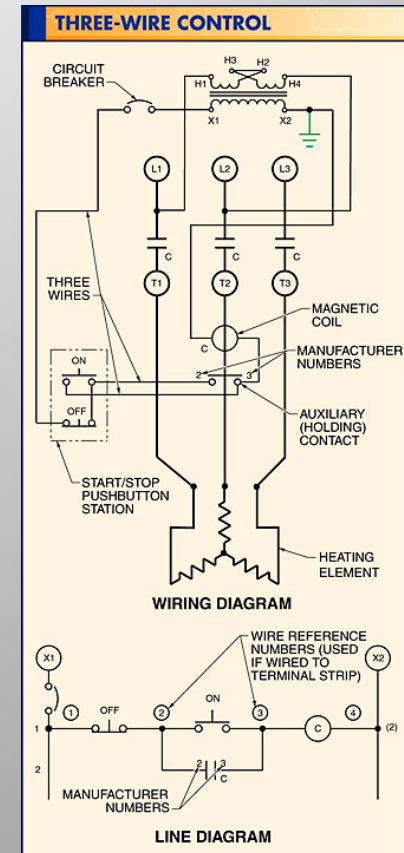 THREE-WIRE CONTROL
CIRCUIT
BREAKER
H3
H2
H1
H4
X1
X2
L1
L2
L3
C
C
C
T1
T2
T3
THREE
WIRES
MAGNETIC
COIL
C
MANUFACTURER
NUMBERS
ON
2
3
OFF
AUXILIARY
(HOLDING)
CONTACT
START/STOP
PUSHBUTTON
STATION
HEATING
ELEMENT
WIRING DIAGRAM
WIRE REFERENCE
NUMBERS (USED
IF WIRED TO
TERMINAL STRIP)
X1
X2
1
OFF
2
ON
3
4
1
C
(2)
2
2
3
C
MANUFACTURER
NUMBERS
LINE DIAGRAM